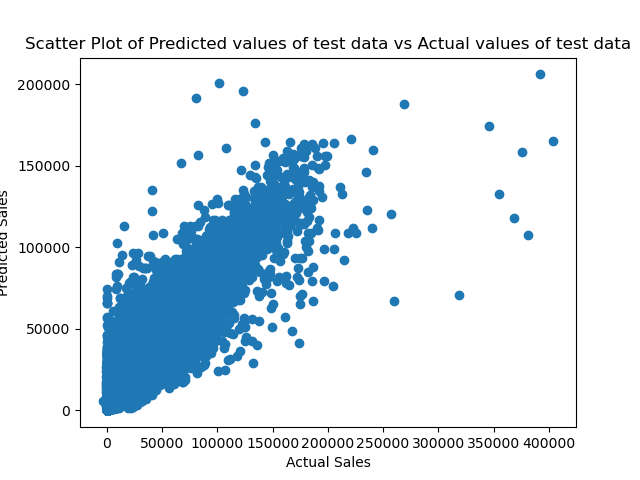 Scatter Plot of Predicted values of test data vs Actual values of test data
200000
150000
100000
50000
0
Predicted Sales
0 50000 100000 150000 200000 250000 300000 350000 400000
Actual Sales